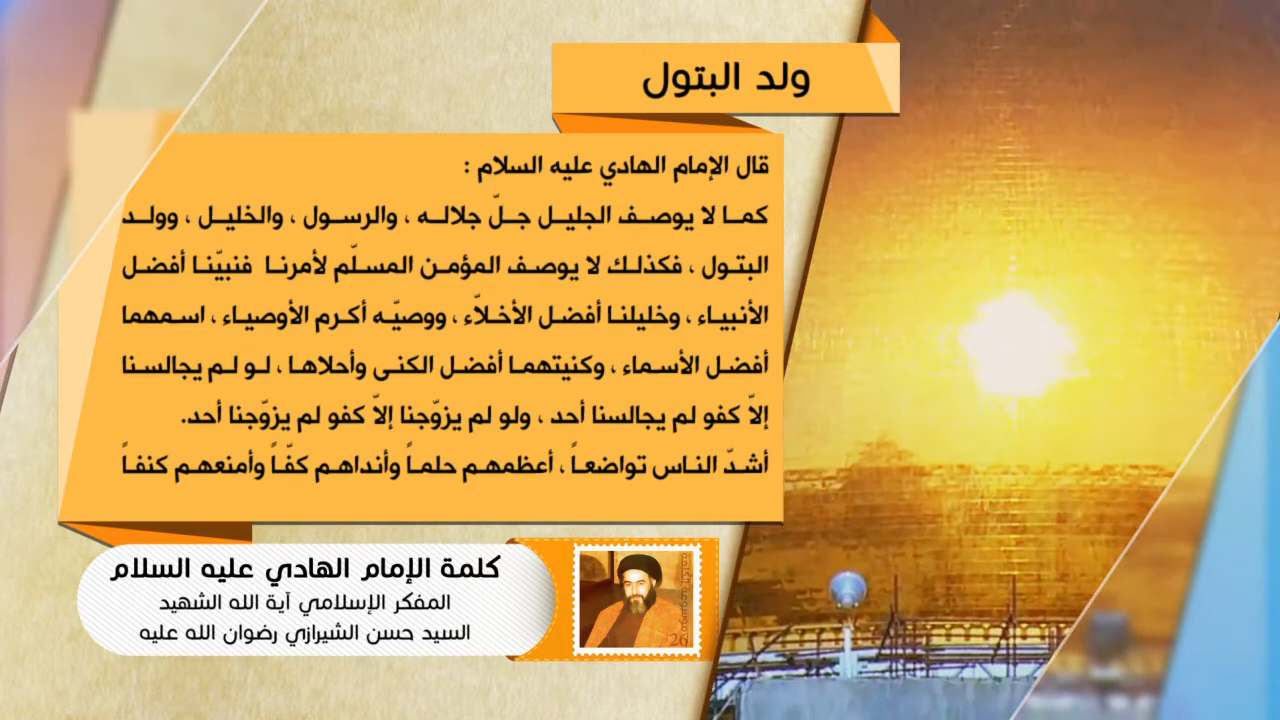 ولد البتول
قال الإمام الهادي عليه السلام :
كما لا يوصف الجليل جلّ جلاله ، والرسول ، والخليل ، وولد
البتول ، فكذلك لا يوصف المؤمن المسلّم لأمرنا فنبيّنا أفضل
الأنبياء ، وخليلنا أفضل الأخلاّء ، ووصيّه أكرم الأوصياء ، اسمهما
أفضل الأسماء ، وكنيتهما أفضل الكنى وأحلاها ، لو لم يجالسنا
إلاّ كفو لم يجالسنا أحد ، ولو لم يزوّجنا إلاّ كفو لم يزوّجنا أحد.
أشدّ الناس تواضعاً ، أعظمهم حلماً وأنداهم كفّاً وأمنعهم كنفاً
كلمة الإمام الهادي عليه السلام
المفكر الإسلامي آية الله الشهيد
السيد حسن الشيرازي رضوان الله عليه
26